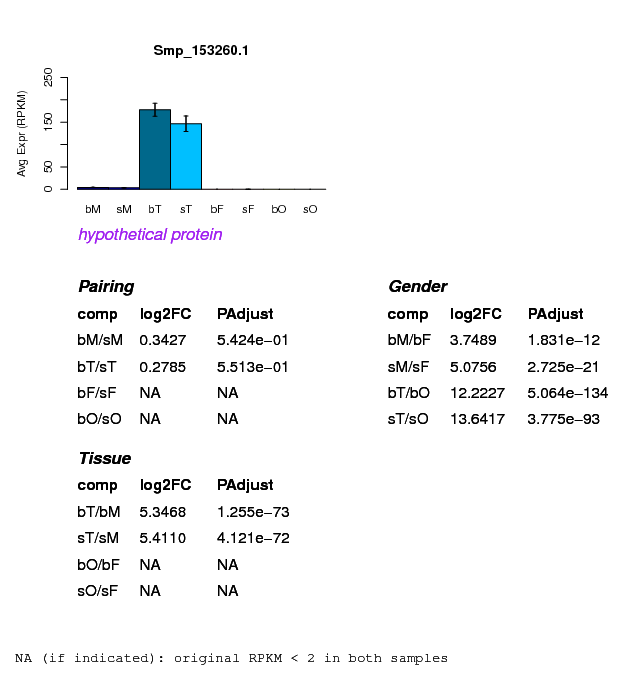 Smp_153260.1
Avg Expr (RPKM)
250
150
50
0
bM sM bT sT bF sF bO sO
hypothetical protein
Pairing
comp log2FC PAdjust
bM/sM 0.3427 5.424e−01
bT/sT 0.2785 5.513e−01
bF/sF NA NA
bO/sO NA NA
Gender
comp log2FC PAdjust
bM/bF 3.7489 1.831e−12
sM/sF 5.0756 2.725e−21
bT/bO 12.2227 5.064e−134
sT/sO 13.6417 3.775e−93
Tissue
comp log2FC PAdjust
bT/bM 5.3468 1.255e−73
sT/sM 5.4110 4.121e−72
bO/bF NA NA
sO/sF NA NA
NA (if indicated): original RPKM < 2 in both samples